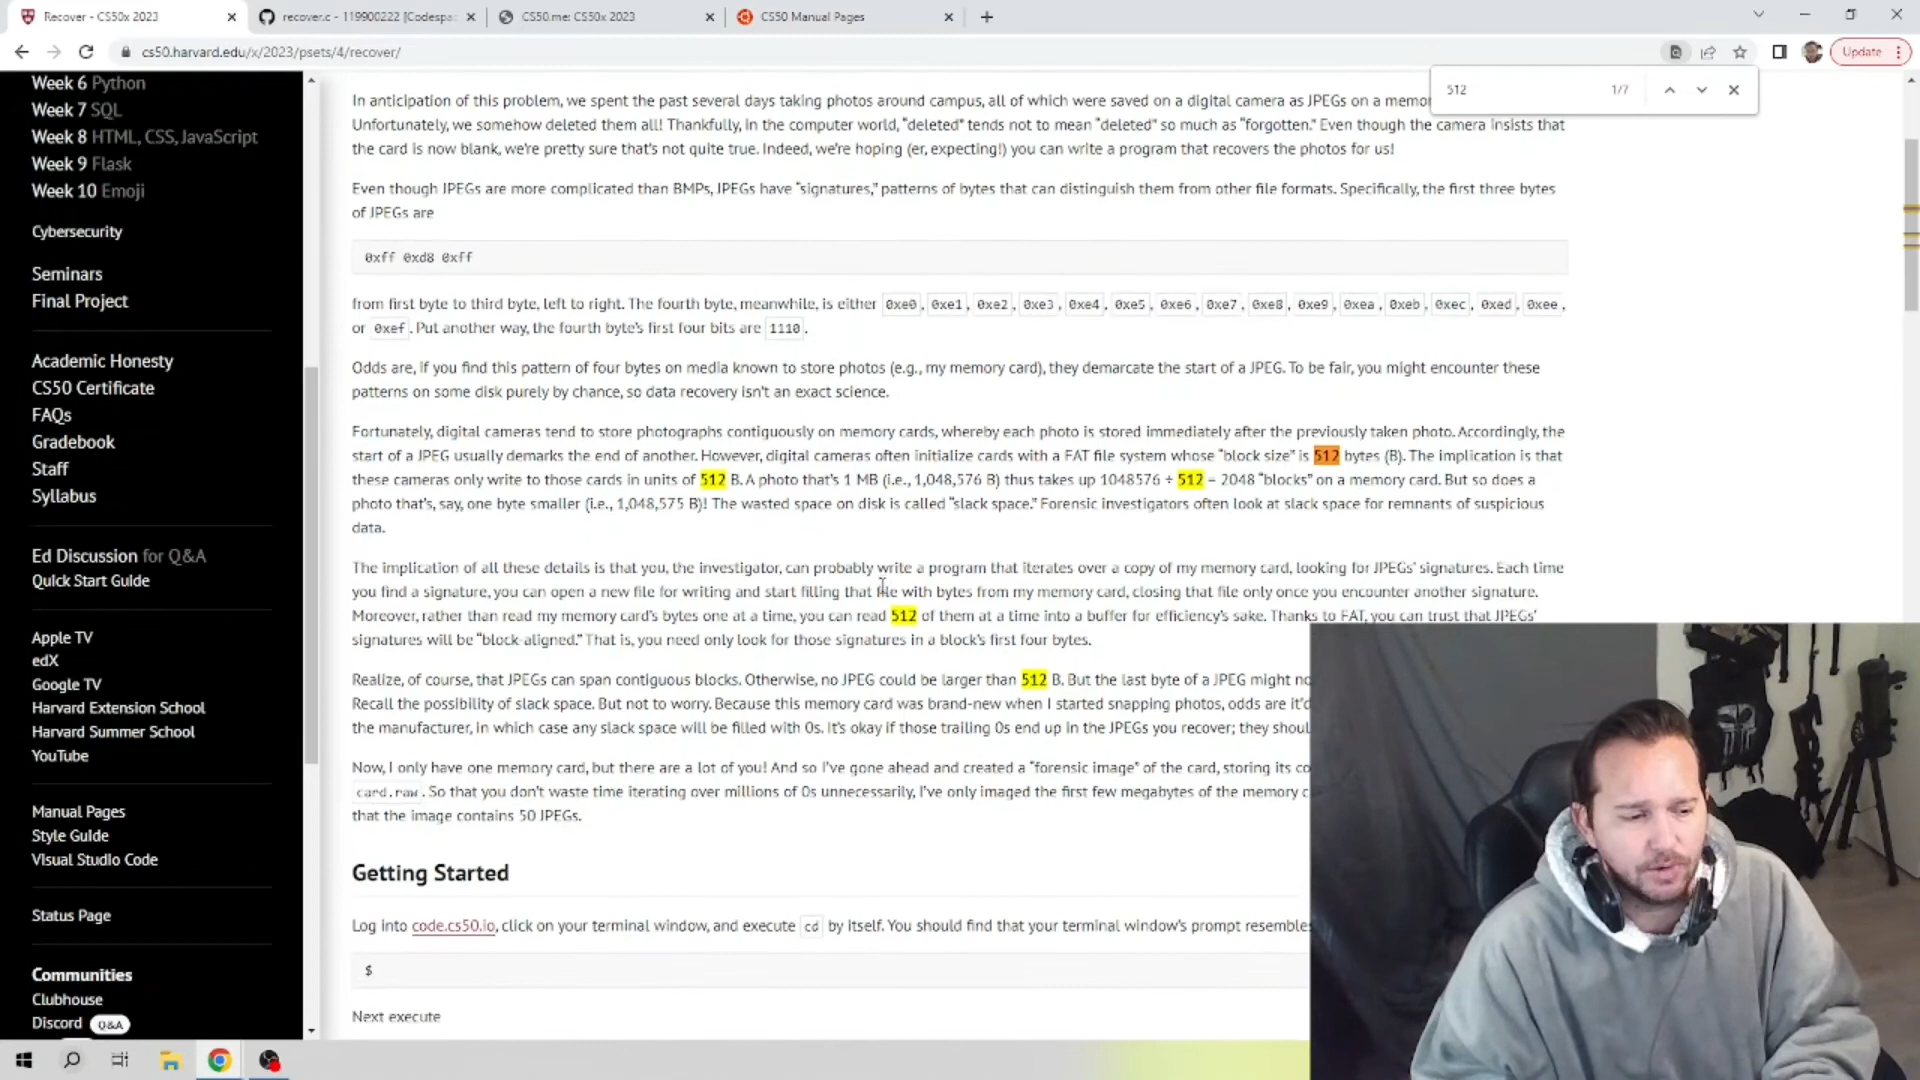 Recover - CS50x 2023
recover.c - 119900222 [Codespac
CS50.me: CS50x 2023
CS50 Manual Pages
cs50.harvard.edu/x/2023/psets/4/recover/
Update
512
1/7
Week 6 Python
Week 7 SQL
Week 8 HTML, CSS, JavaScript
Week 9 Flask
Week 10 Emoji
Cybersecurity
Seminars
Final Project
Academic Honesty
CS50 Certificate
FAQs
Gradebook
Staff
Syllabus
Ed Discussion for Q&A
Quick Start Guide
Apple TV
edX
Google TV
Harvard Extension School
Harvard Summer School
YouTube
Manual Pages
Style Guide
Visual Studio Code
Status Page
Communities
Clubhouse
Discord Q&A
In anticipation of this problem, we spent the past several days taking photos around campus, all of which were saved on a digital camera as JPEGs on a memor
Unfortunately, we somehow deleted them all! Thankfully, in the computer world, “deleted” tends not to mean “deleted” so much as “forgotten.” Even though the camera insists that
the card is now blank, we’re pretty sure that’s not quite true. Indeed, we’re hoping (er, expecting!) you can write a program that recovers the photos for us!
Even though JPEGs are more complicated than BMPs, JPEGs have “signatures,” patterns of bytes that can distinguish them from other file formats. Specifically, the first three bytes
of JPEGs are
0xff 0xd8 0xff
from first byte to third byte, left to right. The fourth byte, meanwhile, is either 0xe0, 0xe1, 0xe2, 0xe3, 0xe4, 0xe5, 0xe6, 0xe7, 0xe8, 0xe9, 0xea, 0xeb, 0xec, 0xed, 0xee,
or 0xef. Put another way, the fourth byte’s first four bits are 1110.
Odds are, if you find this pattern of four bytes on media known to store photos (e.g., my memory card), they demarcate the start of a JPEG. To be fair, you might encounter these
patterns on some disk purely by chance, so data recovery isn’t an exact science.
Fortunately, digital cameras tend to store photographs contiguously on memory cards, whereby each photo is stored immediately after the previously taken photo. Accordingly, the
start of a JPEG usually demarks the end of another. However, digital cameras often initialize cards with a FAT file system whose “block size” is 512 bytes (B). The implication is that
these cameras only write to those cards in units of 512 B. A photo that’s 1 MB (i.e., 1,048,576 B) thus takes up 1048576 ÷ 512 = 2048 “blocks” on a memory card. But so does a
photo that’s, say, one byte smaller (i.e., 1,048,575 B)! The wasted space on disk is called “slack space.” Forensic investigators often look at slack space for remnants of suspicious
data.
The implication of all these details is that you, the investigator, can probably write a program that iterates over a copy of my memory card, looking for JPEGs’ signatures. Each time
you find a signature, you can open a new file for writing and start filling that file with bytes from my memory card, closing that file only once you encounter another signature.
Moreover, rather than read my memory card’s bytes one at a time, you can read 512 of them at a time into a buffer for efficiency’s sake. Thanks to FAT, you can trust that JPEGs’
signatures will be “block-aligned.” That is, you need only look for those signatures in a block’s first four bytes.
Realize, of course, that JPEGs can span contiguous blocks. Otherwise, no JPEG could be larger than 512 B. But the last byte of a JPEG might no
Recall the possibility of slack space. But not to worry. Because this memory card was brand-new when I started snapping photos, odds are it’d
the manufacturer, in which case any slack space will be filled with 0s. It’s okay if those trailing 0s end up in the JPEGs you recover; they shou
Now, I only have one memory card, but there are a lot of you! And so I’ve gone ahead and created a “forensic image” of the card, storing its co
card.raw. So that you don’t waste time iterating over millions of 0s unnecessarily, I’ve only imaged the first few megabytes of the memory c
that the image contains 50 JPEGs.
Getting Started
Log into code.cs50.io, click on your terminal window, and execute cd by itself. You should find that your terminal window’s prompt resemble
$
Next execute